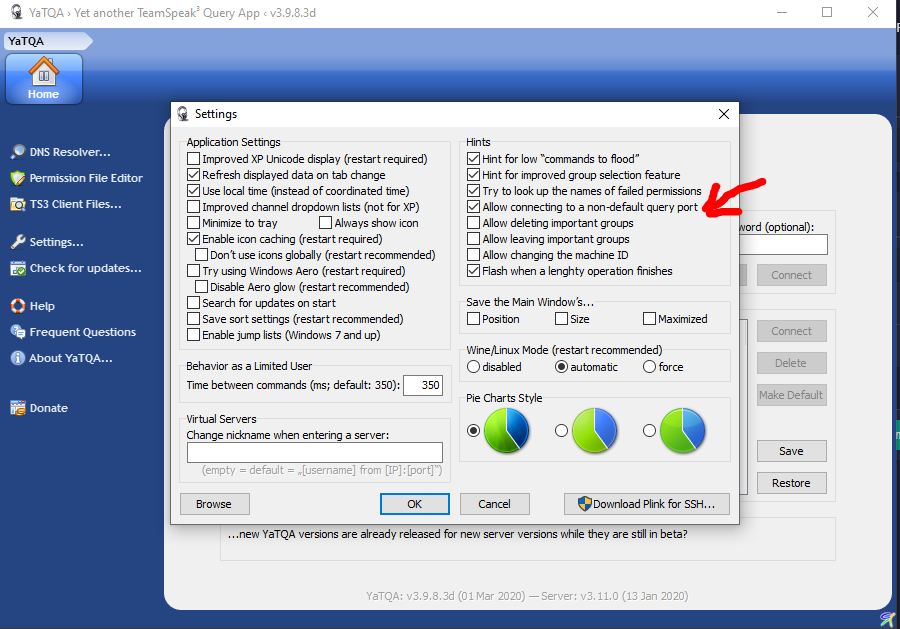 YaTQA › Yet another TeamSpeak³ Query App ‹ v3.9.8.3d
YaTQA
Home
DNS Resolver...
Permission File Editor
TS3 Client Files...
Settings...
Check for updates...
Help
Frequent Questions
About YaTQA...
Donate
Settings
Application Settings
Improved XP Unicode display (restart required)
Refresh displayed data on tab change
Use local time (instead of coordinated time)
Improved channel dropdown lists (not for XP)
Minimize to tray
Always show icon
Enable icon caching (restart required)
Don't use icons globally (restart recommended)
Try using Windows Aero (restart required)
Disable Aero glow (restart recommended)
Search for updates on start
Save sort settings (restart recommended)
Enable jump lists (Windows 7 and up)
Behavior as a Limited User
Time between commands (ms; default: 350):
350
Virtual Servers
Change nickname when entering a server:
(empty = default = „[username] from [IP]:[port]“)
Hints
Hint for low “commands to flood”
Hint for improved group selection feature
Try to look up the names of failed permissions
Allow connecting to a non-default query port
Allow deleting important groups
Allow leaving important groups
Allow changing the machine ID
Flash when a lenghty operation finishes
Save the Main Window's...
Position
Size
Maximized
Wine/Linux Mode (restart recommended)
disabled
automatic
force
Pie Charts Style
Browse
OK
Cancel
Download Plink for SSH...
word (optional):
Connect
Connect
Delete
Make Default
Save
Restore
...new YaTQA versions are already released for new server versions while they are still in beta?
YaTQA: v3.9.8.3d (01 Mar 2020) — Server: v3.11.0 (13 Jan 2020)